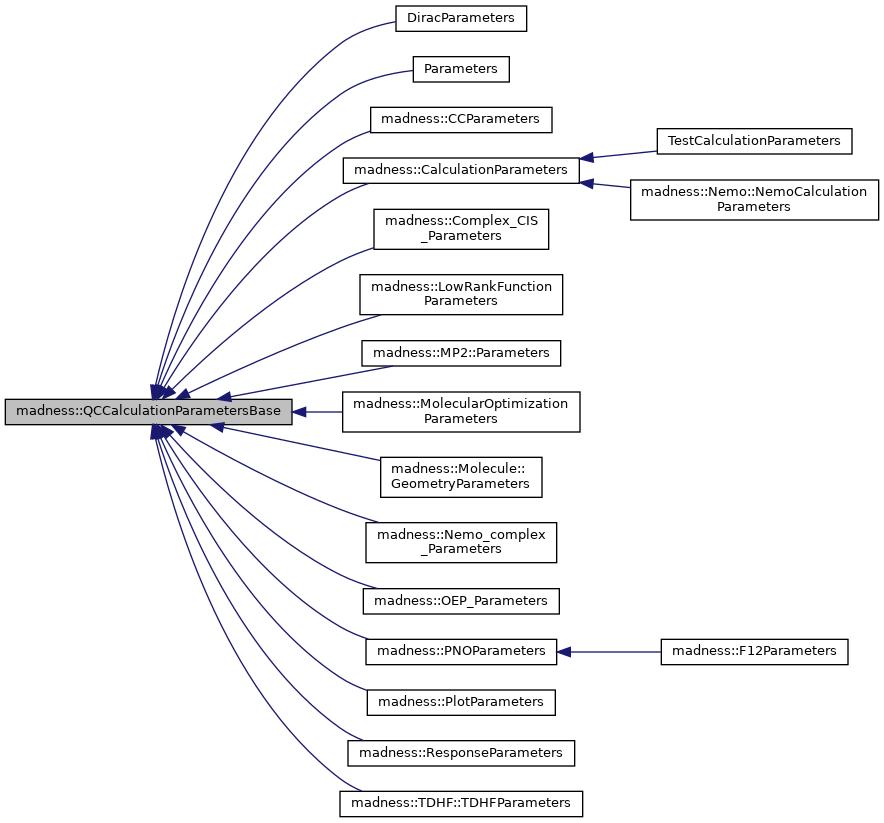 DiracParameters
Parameters
madness::CCParameters
madness::CalculationParameters
TestCalculationParameters
madness::Nemo::NemoCalculation
Parameters
madness::Complex_CIS
_Parameters
madness::LowRankFunction
Parameters
madness::MP2::Parameters
madness::QCCalculationParametersBase
madness::MolecularOptimization
Parameters
madness::Molecule::
GeometryParameters
madness::Nemo_complex
_Parameters
madness::OEP_Parameters
madness::PNOParameters
madness::F12Parameters
madness::PlotParameters
madness::ResponseParameters
madness::TDHF::TDHFParameters